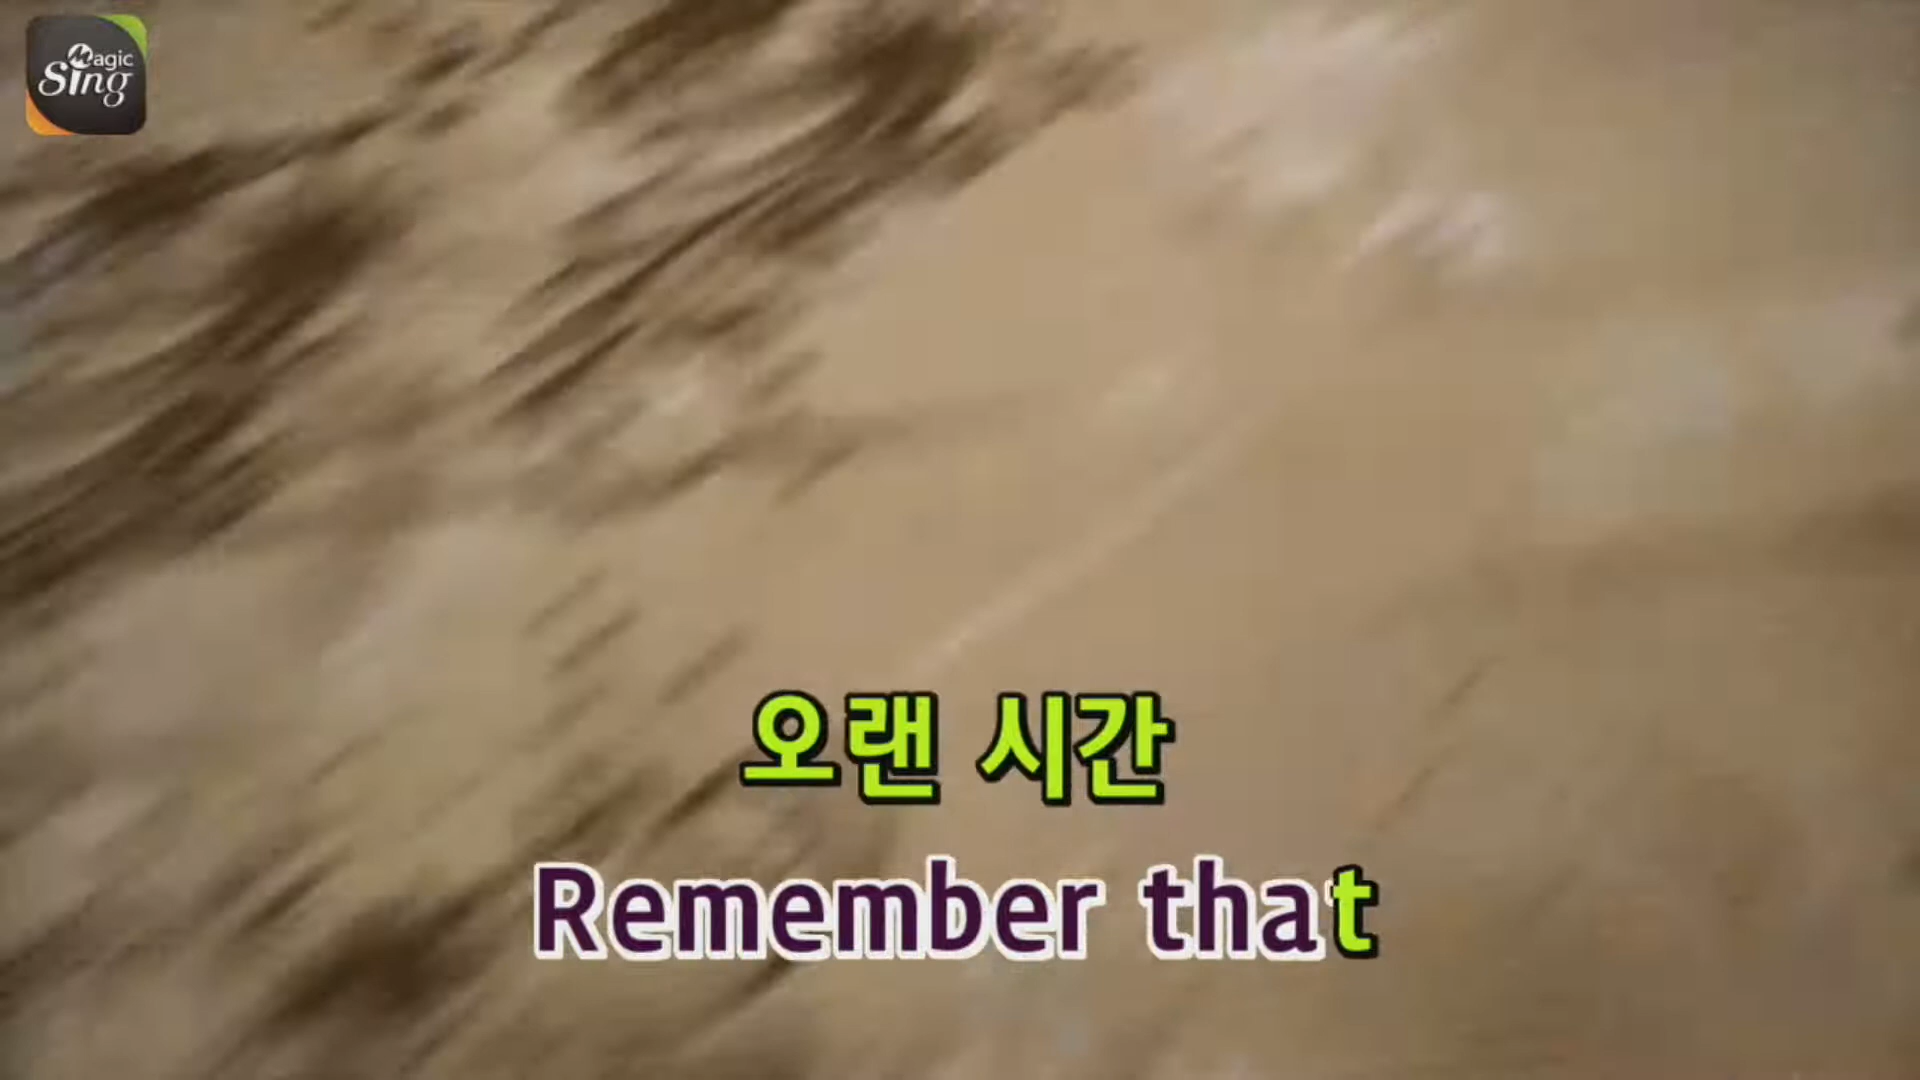 Magic
Sing
오랜 시간
Remember that